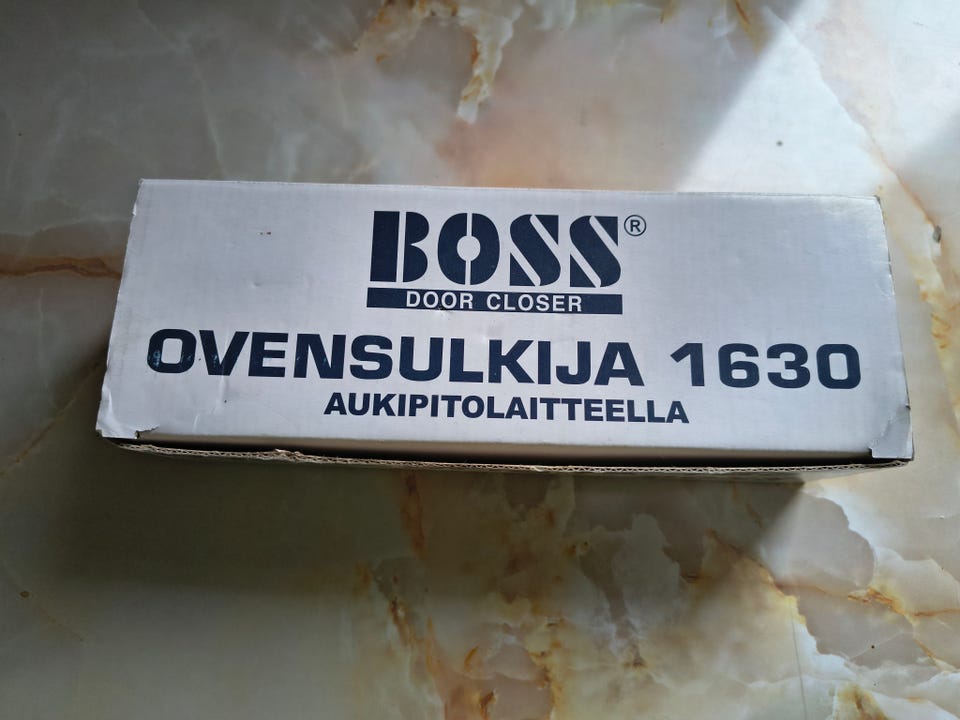 BOSS®
DOOR CLOSER
OVENSULKIJA 1630
AUKIPITOLAITTEELLA